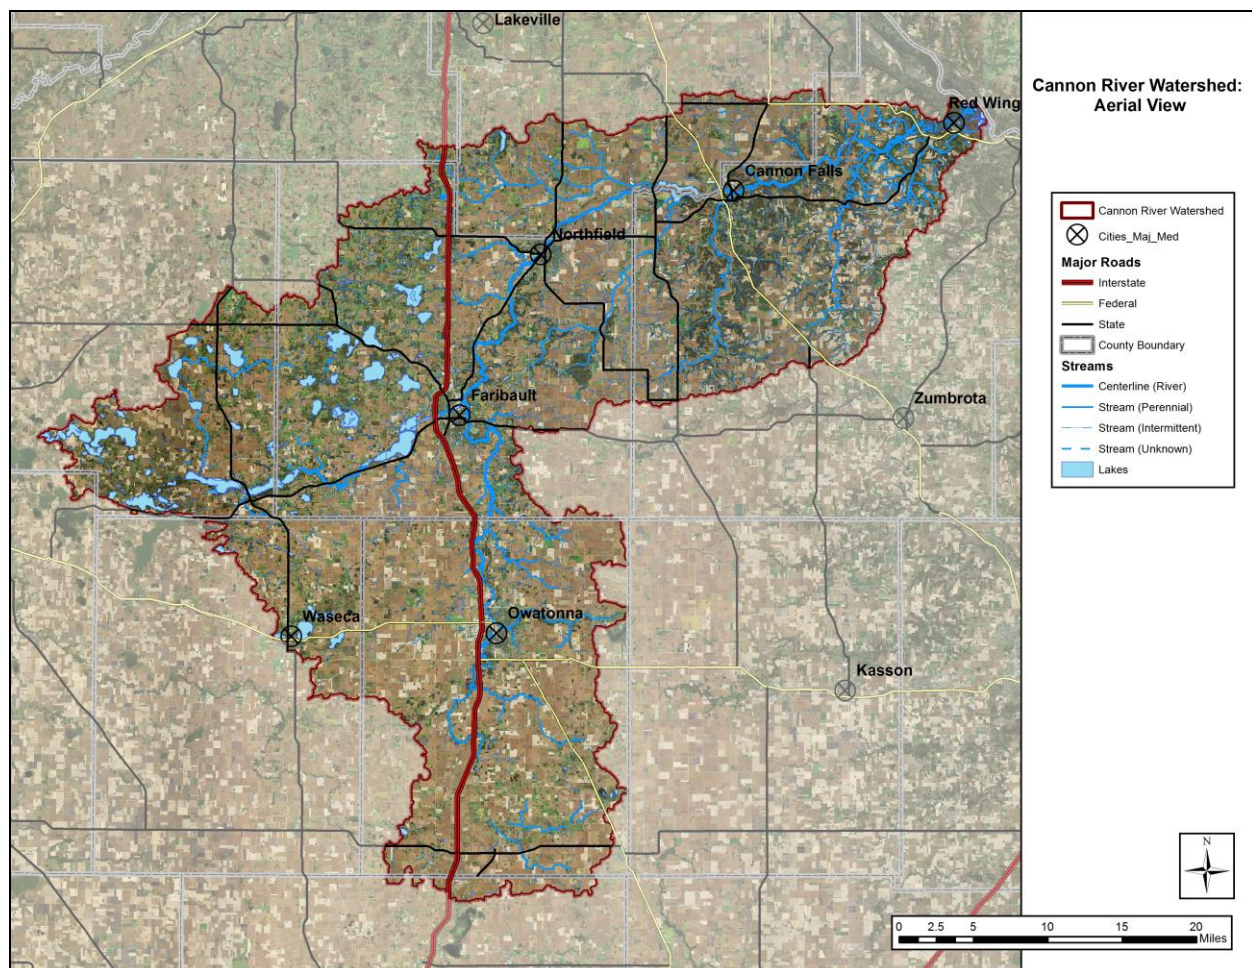 Lakeville
Cannon River Watershed:
Aerial View
Red Wing
Cannon Falls
Northfield
Faribault
Zumbrota
Waseca
Owatonna
Kasson
Cannon River Watershed
Cities_Maj_Med
Major Roads
Interstate
Federal
State
County Boundary
Streams
Centerline (River)
Stream (Perennial)
Stream (Intermittent)
Stream (Unknown)
Lakes
N
0 2.5 5 10 15 20
Miles